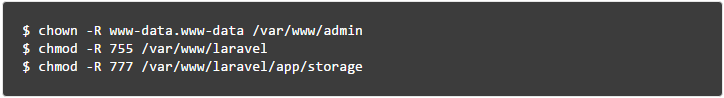 $ chown -R www-data.www-data /var/www/admin
$ chmod -R 755 /var/www/laravel
$ chmod -R 777 /var/www/laravel/app/storage